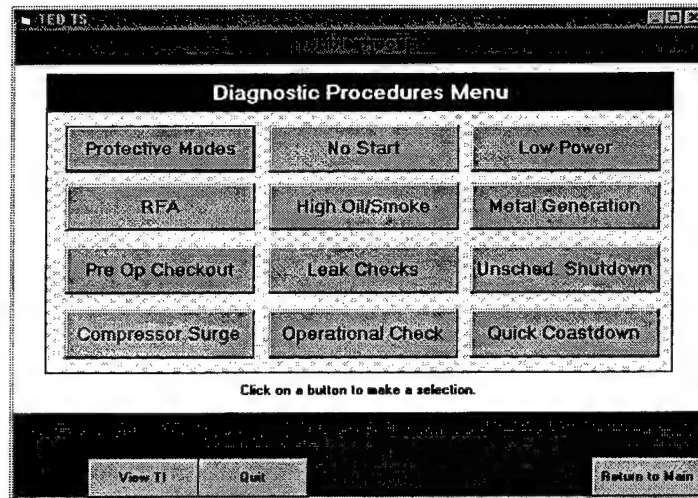 TED TS
Diagnostic Procedures Menu
Protective Modes No Start Low Power
RFA High Oil/Smoke Metal Generation
Pre Op Checkout Leak Checks Unsched. Shutdown
Compressor Surge Operational Check Quick Coastdown
Click on a button to make a selection.
View TI Quit Return to Main